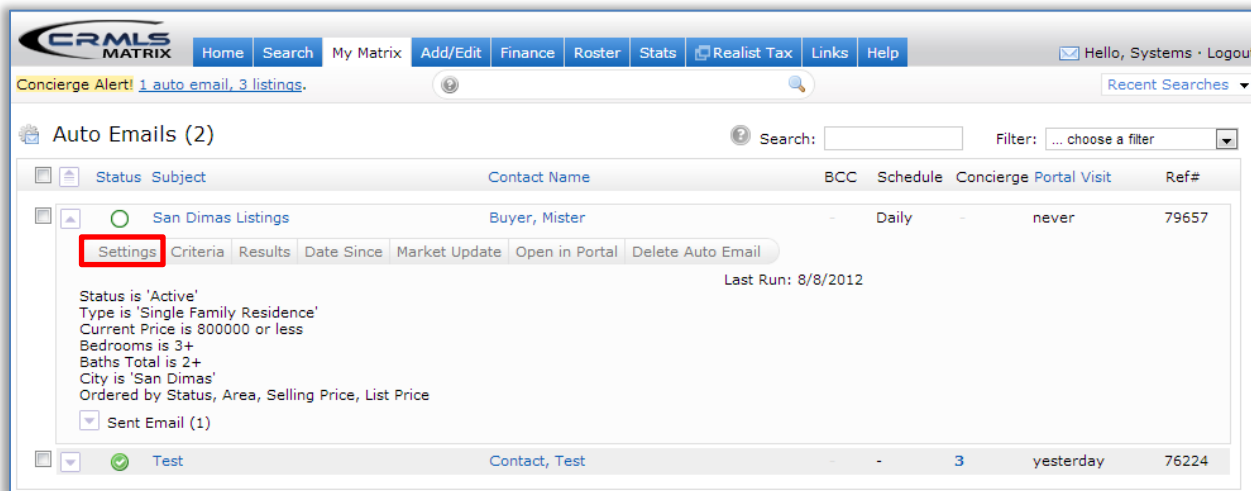 CRMLS
MATRIX
Home Search My Matrix Add/Edit Finance Roster Stats Realist Tax Links Help
Hello, Systems · Logout
Concierge Alert! 1 auto email, 3 listings.
Recent Searches
Auto Emails (2)
Search:
Filter: ... choose a filter
Status Subject Contact Name BCC Schedule Concierge Portal Visit Ref#
San Dimas Listings Buyer, Mister - Daily - never 79657
Settings Criteria Results Date Since Market Update Open in Portal Delete Auto Email
Last Run: 8/8/2012
Status is 'Active'
Type is 'Single Family Residence'
Current Price is 800000 or less
Bedrooms is 3+
Baths Total is 2+
City is 'San Dimas'
Ordered by Status, Area, Selling Price, List Price
Sent Email (1)
Test Contact, Test - - 3 yesterday 76224